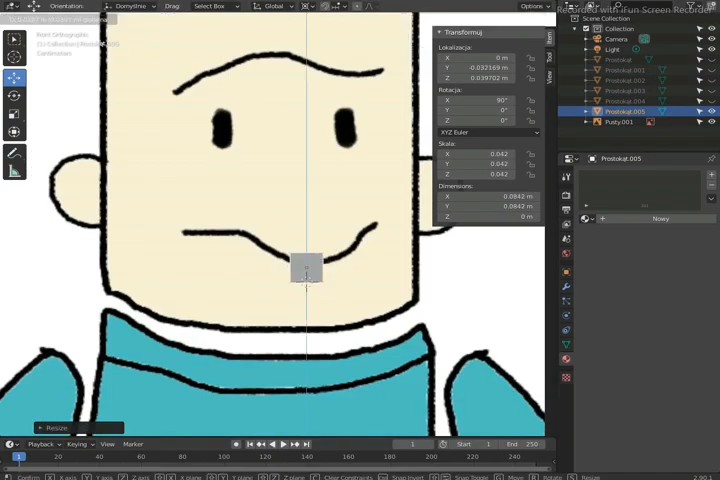 Orientation:
Domyślnie
Drag:
Select Box
Global
Options
Recorded with iFun Screen Recorder
Front Orthographic
(1) Collection | Prostokąt.005
Centimeters
Transformuj
Lokalizacja:
X 0 m
Y -0.032169 m
Z 0.039702 m
Rotacja:
X 90°
Y 0°
Z 0°
XYZ Euler
Skala:
X 0.042
Y 0.042
Z 0.042
Dimensions:
X 0.0842 m
Y 0.0842 m
Z 0 m
Item
Tool
View
Scene Collection
Collection
Camera
Light
Prostokąt
Prostokąt.001
Prostokąt.002
Prostokąt.003
Prostokąt.004
Prostokąt.005
Pusty.001
Prostokąt.005
Nowy
Resize
Playback
Keying
View
Marker
1
Start 1
End 250
1
20
40
60
80
100
120
140
160
180
200
220
240
Confirm
X axis
Y axis
Z axis
X plane
Y plane
Z plane
Clear Constraints
Snap Invert
Snap Toggle
Move
Rotate
Resize
2.90.1